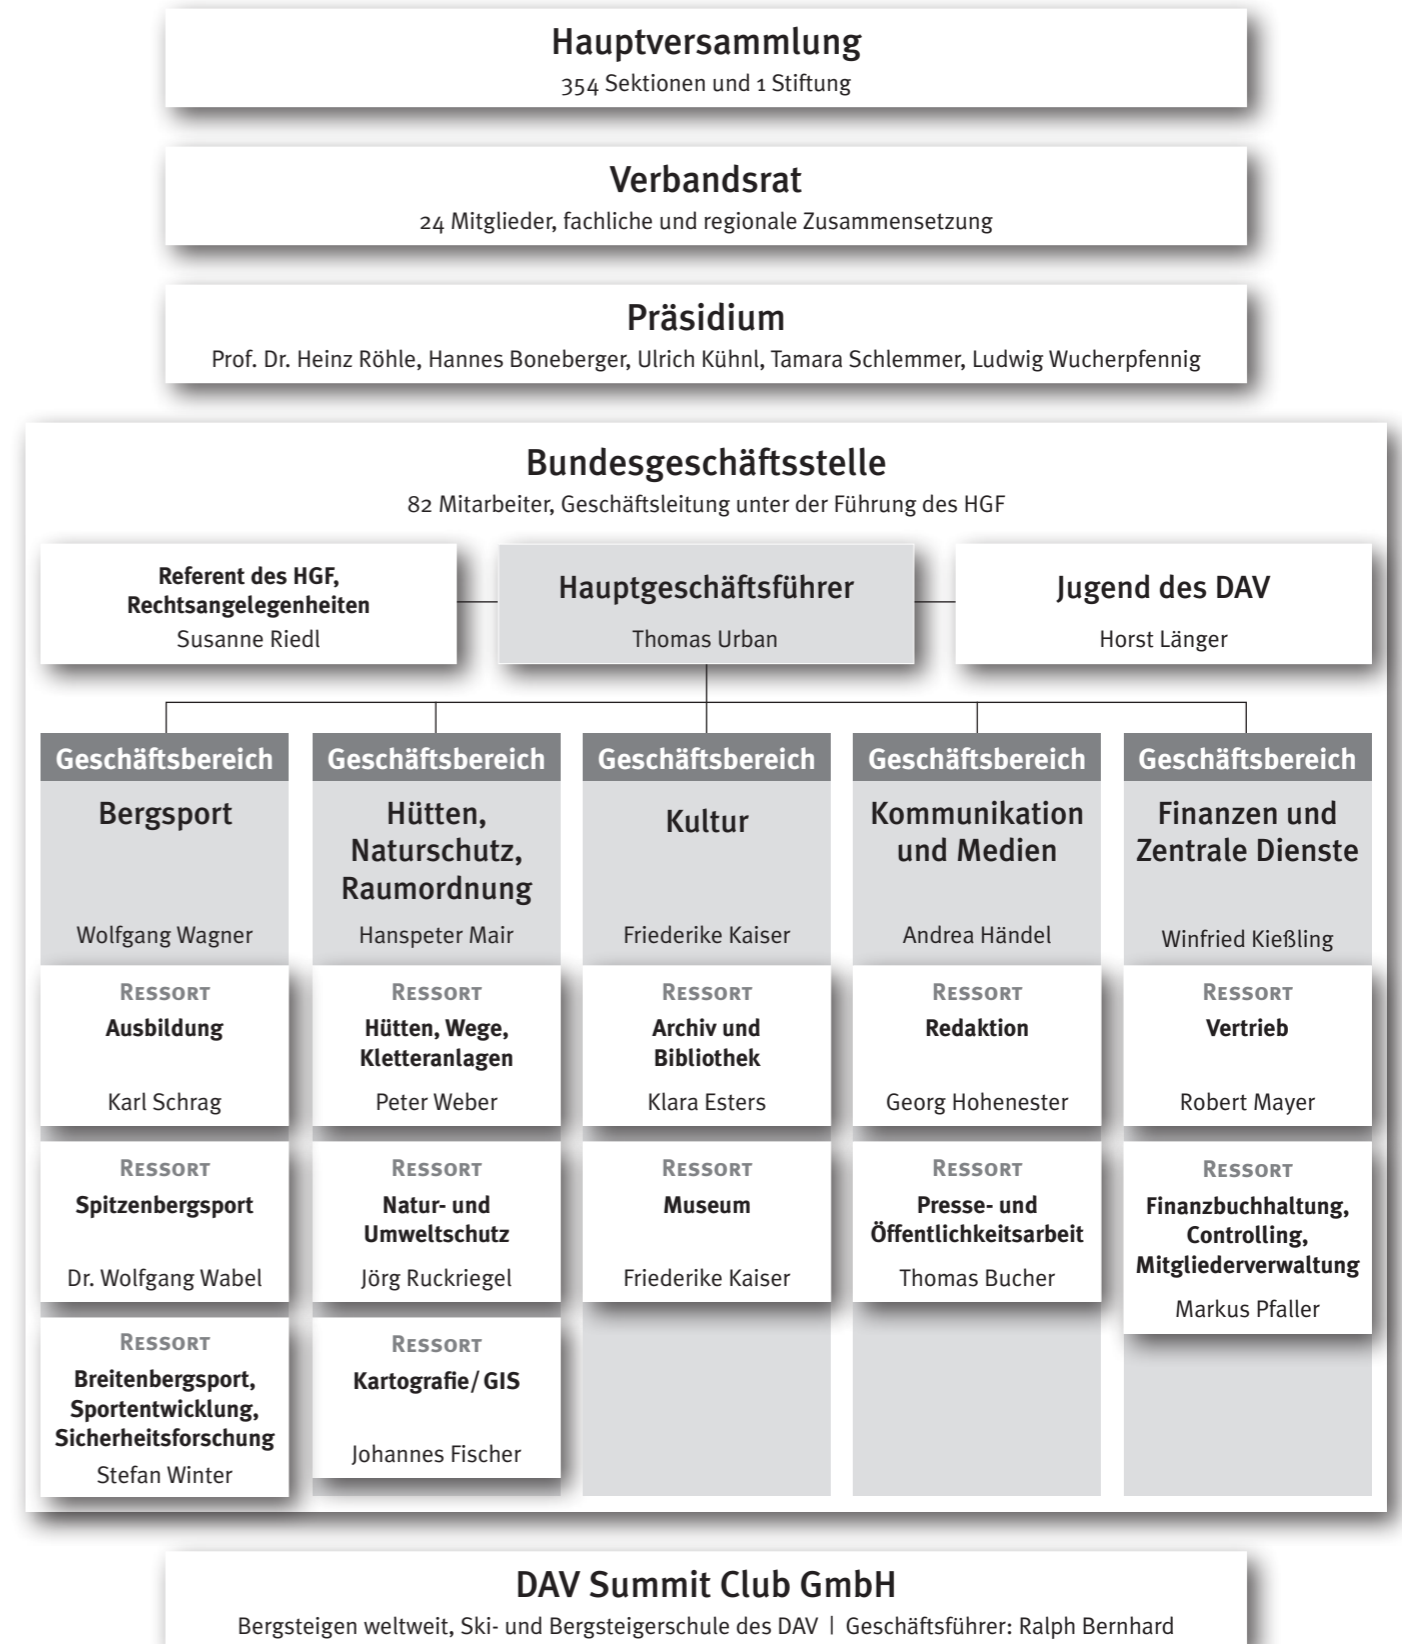 Hauptversammlung
354 Sektionen und 1 Stiftung
Verbandsrat
24 Mitglieder, fachliche und regionale Zusammensetzung
Präsidium
Prof. Dr. Heinz Röhle, Hannes Boneberger, Ulrich Kühnl, Tamara Schlemmer, Ludwig Wucherpfennig
Bundesgeschäftsstelle
82 Mitarbeiter, Geschäftsleitung unter der Führung des HGF
Referent des HGF,
Rechtsangelegenheiten
Susanne Riedl
Hauptgeschäftsführer
Thomas Urban
Jugend des DAV
Horst Länger
Geschäftsbereich
Bergsport
Wolfgang Wagner
Ressort
Ausbildung
Karl Schrag
Ressort
Spitzenbergsport
Dr. Wolfgang Wabel
Ressort
Breitenbergsport,
Sportentwicklung,
Sicherheitsforschung
Stefan Winter
Geschäftsbereich
Hütten,
Naturschutz,
Raumordnung
Hanspeter Mair
Ressort
Hütten, Wege,
Kletteranlagen
Peter Weber
Ressort
Natur- und
Umweltschutz
Jörg Ruckriegel
Ressort
Kartografie/ GIS
Johannes Fischer
Geschäftsbereich
Kultur
Friederike Kaiser
Ressort
Archiv und
Bibliothek
Klara Esters
Ressort
Museum
Friederike Kaiser
Geschäftsbereich
Kommunikation
und Medien
Andrea Händel
Ressort
Redaktion
Georg Hohenester
Ressort
Presse- und
Öffentlichkeitsarbeit
Thomas Bucher
Geschäftsbereich
Finanzen und
Zentrale Dienste
Winfried Kießling
Ressort
Vertrieb
Robert Mayer
Ressort
Finanzbuchhaltung,
Controlling,
Mitgliederverwaltung
Markus Pfaller
DAV Summit Club GmbH
Bergsteigen weltweit, Ski- und Bergsteigerschule des DAV | Geschäftsführer: Ralph Bernhard